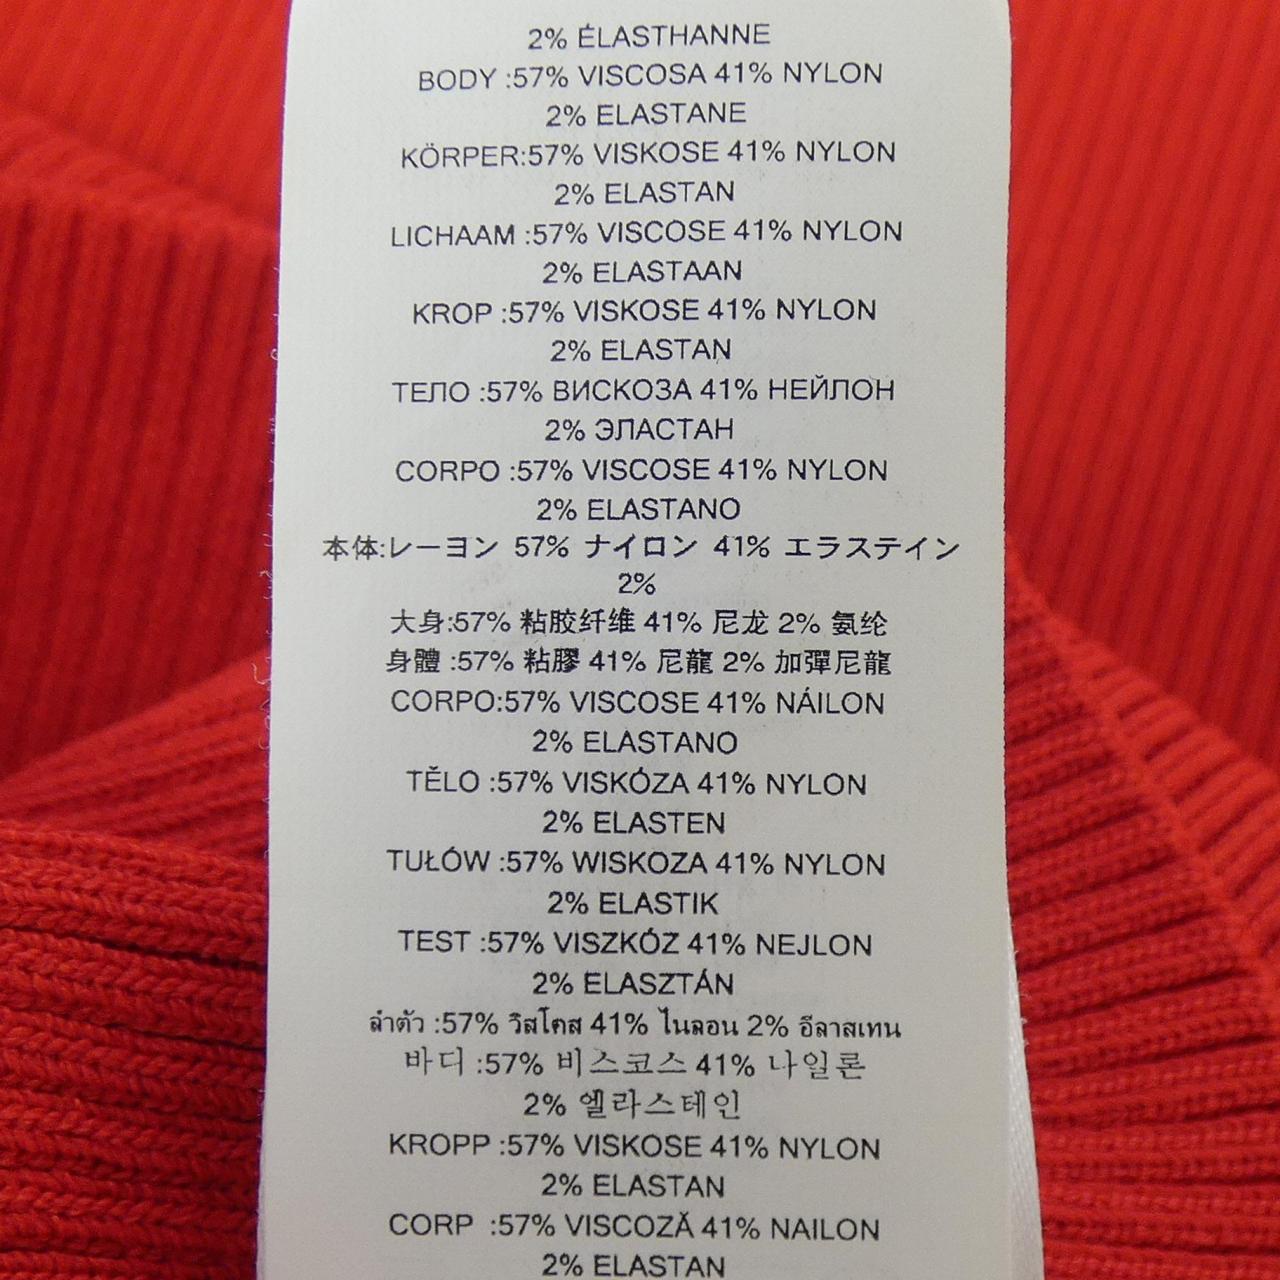 2% ÉLASTHANNE
BODY :57% VISCOSA 41% NYLON
2% ELASTANE
KÖRPER:57% VISKOSE 41% NYLON
2% ELASTAN
LICHAAM :57% VISCOSE 41% NYLON
2% ELASTAAN
KROP :57% VISKOSE 41% NYLON
2% ELASTAN
ТЕЛО :57% ВИСКОЗА 41% НЕЙЛОН
2% ЭЛАСТАН
CORPO :57% VISCOSE 41% NYLON
2% ELASTANO
本体:レーヨン 57% ナイロン 41% エラステイン
2%
大身:57% 粘胶纤维 41% 尼龙 2% 氨纶
身體 :57% 粘膠 41% 尼龍 2% 加彈尼龍
CORPO:57% VISCOSE 41% NÁILON
2% ELASTANO
TĚLO :57% VISKÓZA 41% NYLON
2% ELASTEN
TUŁÓW :57% WISKOZA 41% NYLON
2% ELASTIK
TEST :57% VISZKÓZ 41% NEJLON
2% ELASZTÁN
ลำตัว :57% วิสโคส 41% ไนลอน 2% อีลาสเทน
바디 :57% 비스코스 41% 나일론
2% 엘라스테인
KROPP :57% VISKOSE 41% NYLON
2% ELASTAN
CORP :57% VISCOZĂ 41% NAILON
2% ELASTAN